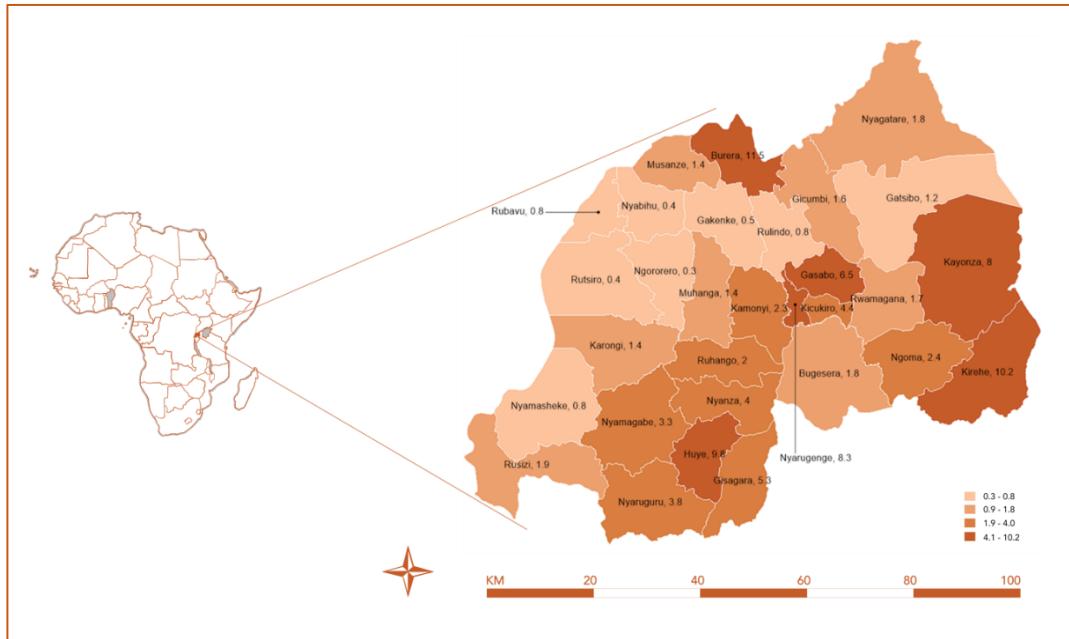 Nyagatare, 1.8
Burera, 11.5
Musanze, 1.4
Gicumbi, 1.6
Gatsibo, 1.2
Rubavu, 0.8
Nyabihu, 0.4
Gakenke, 0.5
Rulindo, 0.8
Kayonza, 8
Ngororero, 0.3
Rutsiro, 0.4
Gasabo, 6.5
Muhanga, 1.4
Rwamagana, 1.7
Kamonyi, 2.3
Kicukiro, 4.4
Karongi, 1.4
Ruhango, 2
Ngoma, 2.4
Bugesera, 1.8
Kirehe, 10.2
Nyanza, 4
Nyamasheke, 0.8
Nyamagabe, 3.3
Huye, 9.8
Nyarugenge, 8.3
Rusizi, 1.9
Gisagara, 5.3
Nyaruguru, 3.8
0.3 - 0.8
0.9 - 1.8
1.9 - 4.0
4.1 - 10.2
KM 20 40 60 80 100